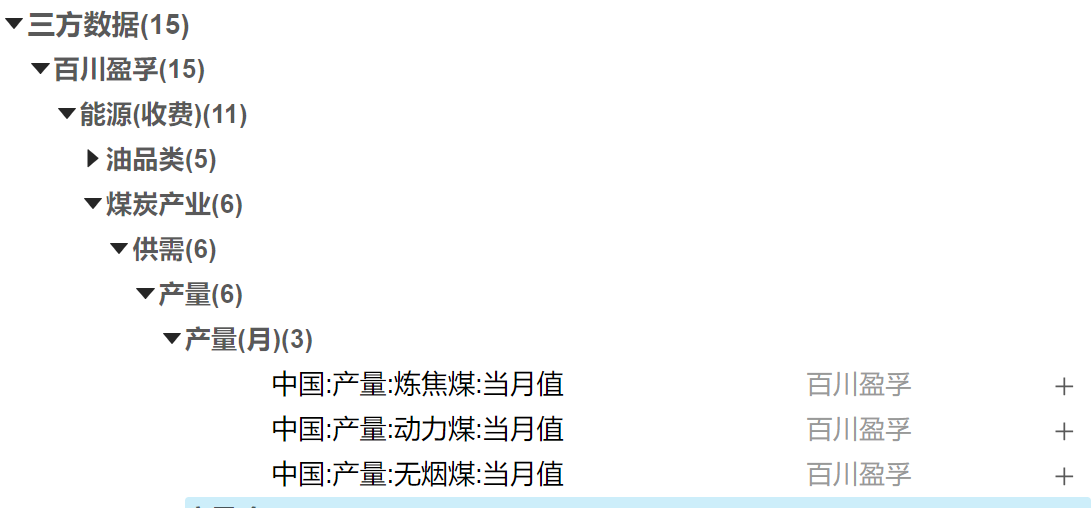 三方数据(15)
百川盈孚(15)
能源(收费)(11)
油品类(5)
煤炭产业(6)
供需(6)
产量(6)
产量(月)(3)
中国:产量:炼焦煤:当月值 百川盈孚 +
中国:产量:动力煤:当月值 百川盈孚 +
中国:产量:无烟煤:当月值 百川盈孚 +